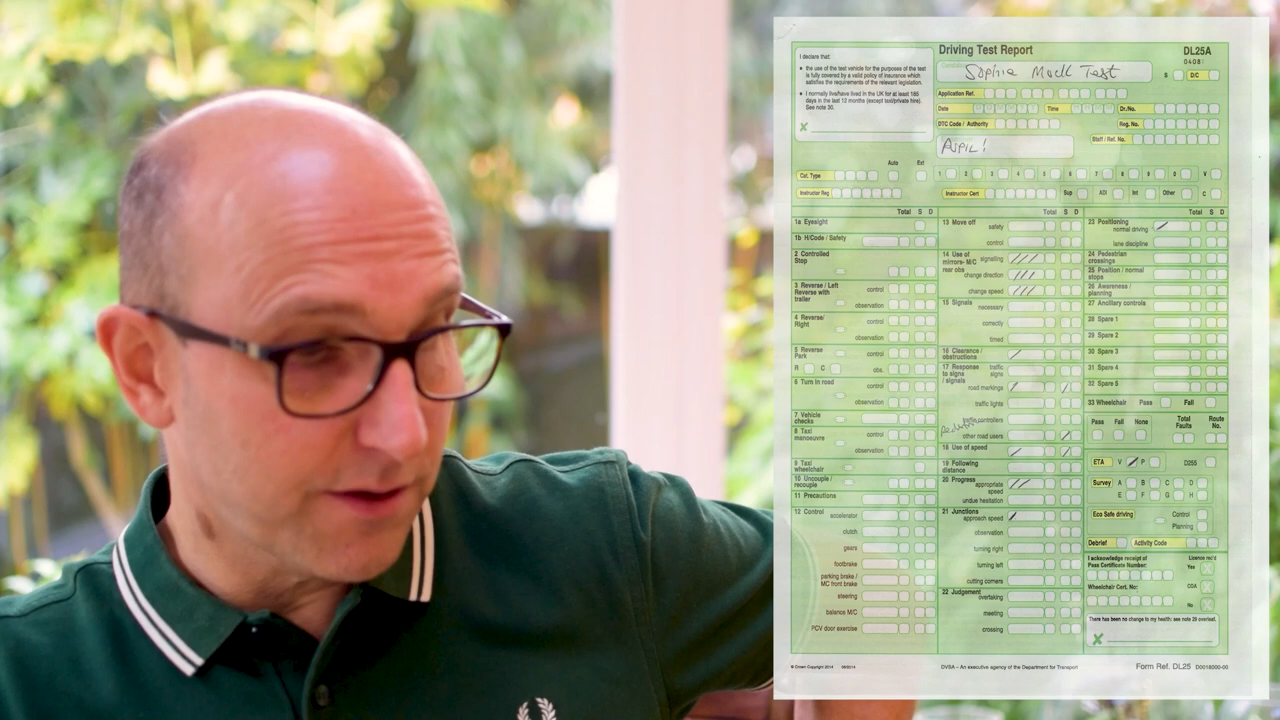 Driving Test Report
DL25A
0408
I declare that:
• the use of the test vehicle for the purposes of the test
is fully covered by a valid policy of insurance which
satisfies the requirements of the relevant legislation.
• I normally live/have lived in the UK for at least 185
days in the last 12 months (except taxi/private hire).
See note 30.
Candidate
Sophie Mock Test
S D/C
Application Ref.
Date Time Dr./No.
DTC Code / Authority Reg. No.
Staff / Ref. No.
Auto Ext
Cat. Type 1 2 3 4 5 6 7 8 9 0 V
Instructor Reg Instructor Cert Sup ADI Int Other C
Total S D
1a Eyesight
1b H/Code / Safety
2 Controlled
Stop
3 Reverse / Left
Reverse with
trailer
control
observation
4 Reverse/
Right
control
observation
5 Reverse
Park
control
R C obs.
6 Turn in road control
observation
7 Vehicle
checks
8 Taxi
manoeuvre
control
observation
9 Taxi
wheelchair
10 Uncouple /
recouple
11 Precautions
12 Control accelerator
clutch
gears
footbrake
parking brake /
MC front brake
steering
balance M/C
PCV door exercise
Total S D
13 Move off safety
control
14 Use of
mirrors- M/C
rear obs
signalling
change direction
change speed
15 Signals necessary
correctly
timed
16 Clearance /
obstructions
17 Response
to signs
/ signals
traffic
signs
road markings
traffic lights
traffic controllers
other road users
18 Use of speed
19 Following
distance
20 Progress appropriate
speed
undue hesitation
21 Junctions
approach speed
observation
turning right
turning left
cutting corners
22 Judgement
overtaking
meeting
crossing
Total S D
23 Positioning
normal driving
lane discipline
24 Pedestrian
crossings
25 Position / normal
stops
26 Awareness /
planning
27 Ancillary controls
28 Spare 1
29 Spare 2
30 Spare 3
31 Spare 4
32 Spare 5
33 Wheelchair Pass Fail
Pass Fail None Total
Faults
Route
No.
ETA V P D255
Survey A B C D
E F G H
Eco Safe driving Control
Planning
Debrief Activity Code
I acknowledge receipt of
Pass Certificate Number:
Licence rec'd
Yes
Wheelchair Cert. No: COA
No
There has been no change to my health: see note 29 overleaf.
© Crown Copyright 2014
DVSA – An executive agency of the Department for Transport
Form Ref. DL25